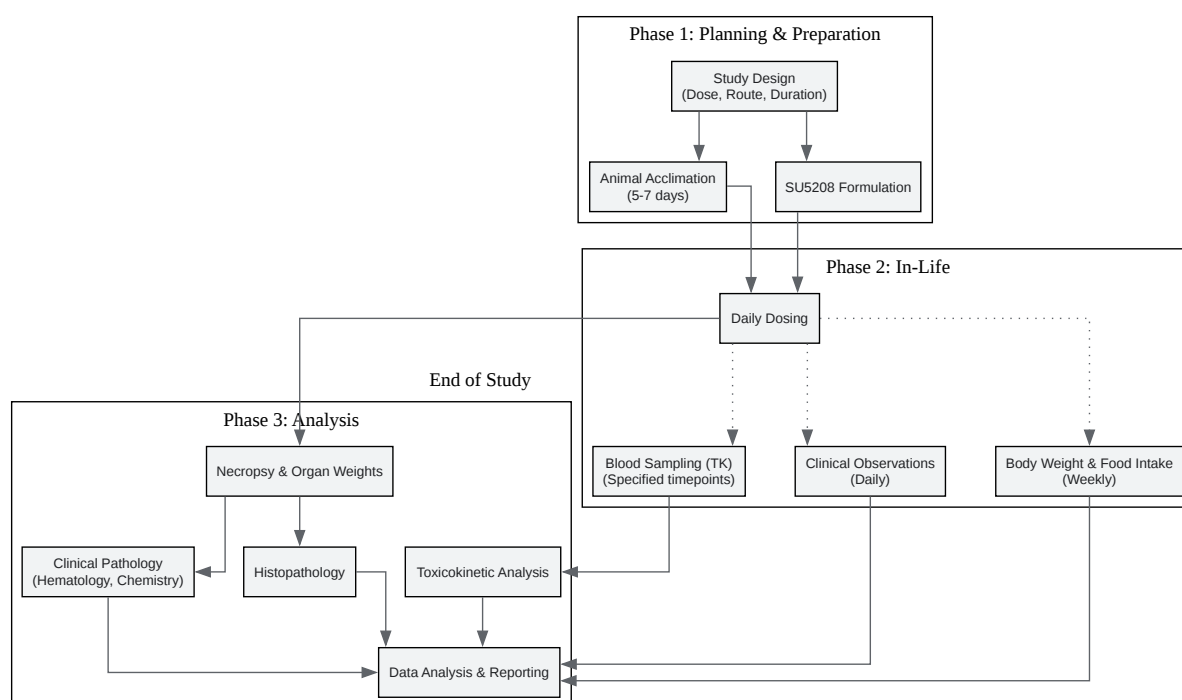 Phase 1: Planning & Preparation
Study Design
(Dose, Route, Duration)
Animal Acclimation
(5-7 days)
SU5208 Formulation
Phase 2: In-Life
Daily Dosing
End of Study
Blood Sampling (TK)
(Specified timepoints)
Clinical Observations
(Daily)
Body Weight & Food Intake
(Weekly)
Phase 3: Analysis
Necropsy & Organ Weights
Clinical Pathology
(Hematology, Chemistry)
Histopathology
Toxicokinetic Analysis
Data Analysis & Reporting